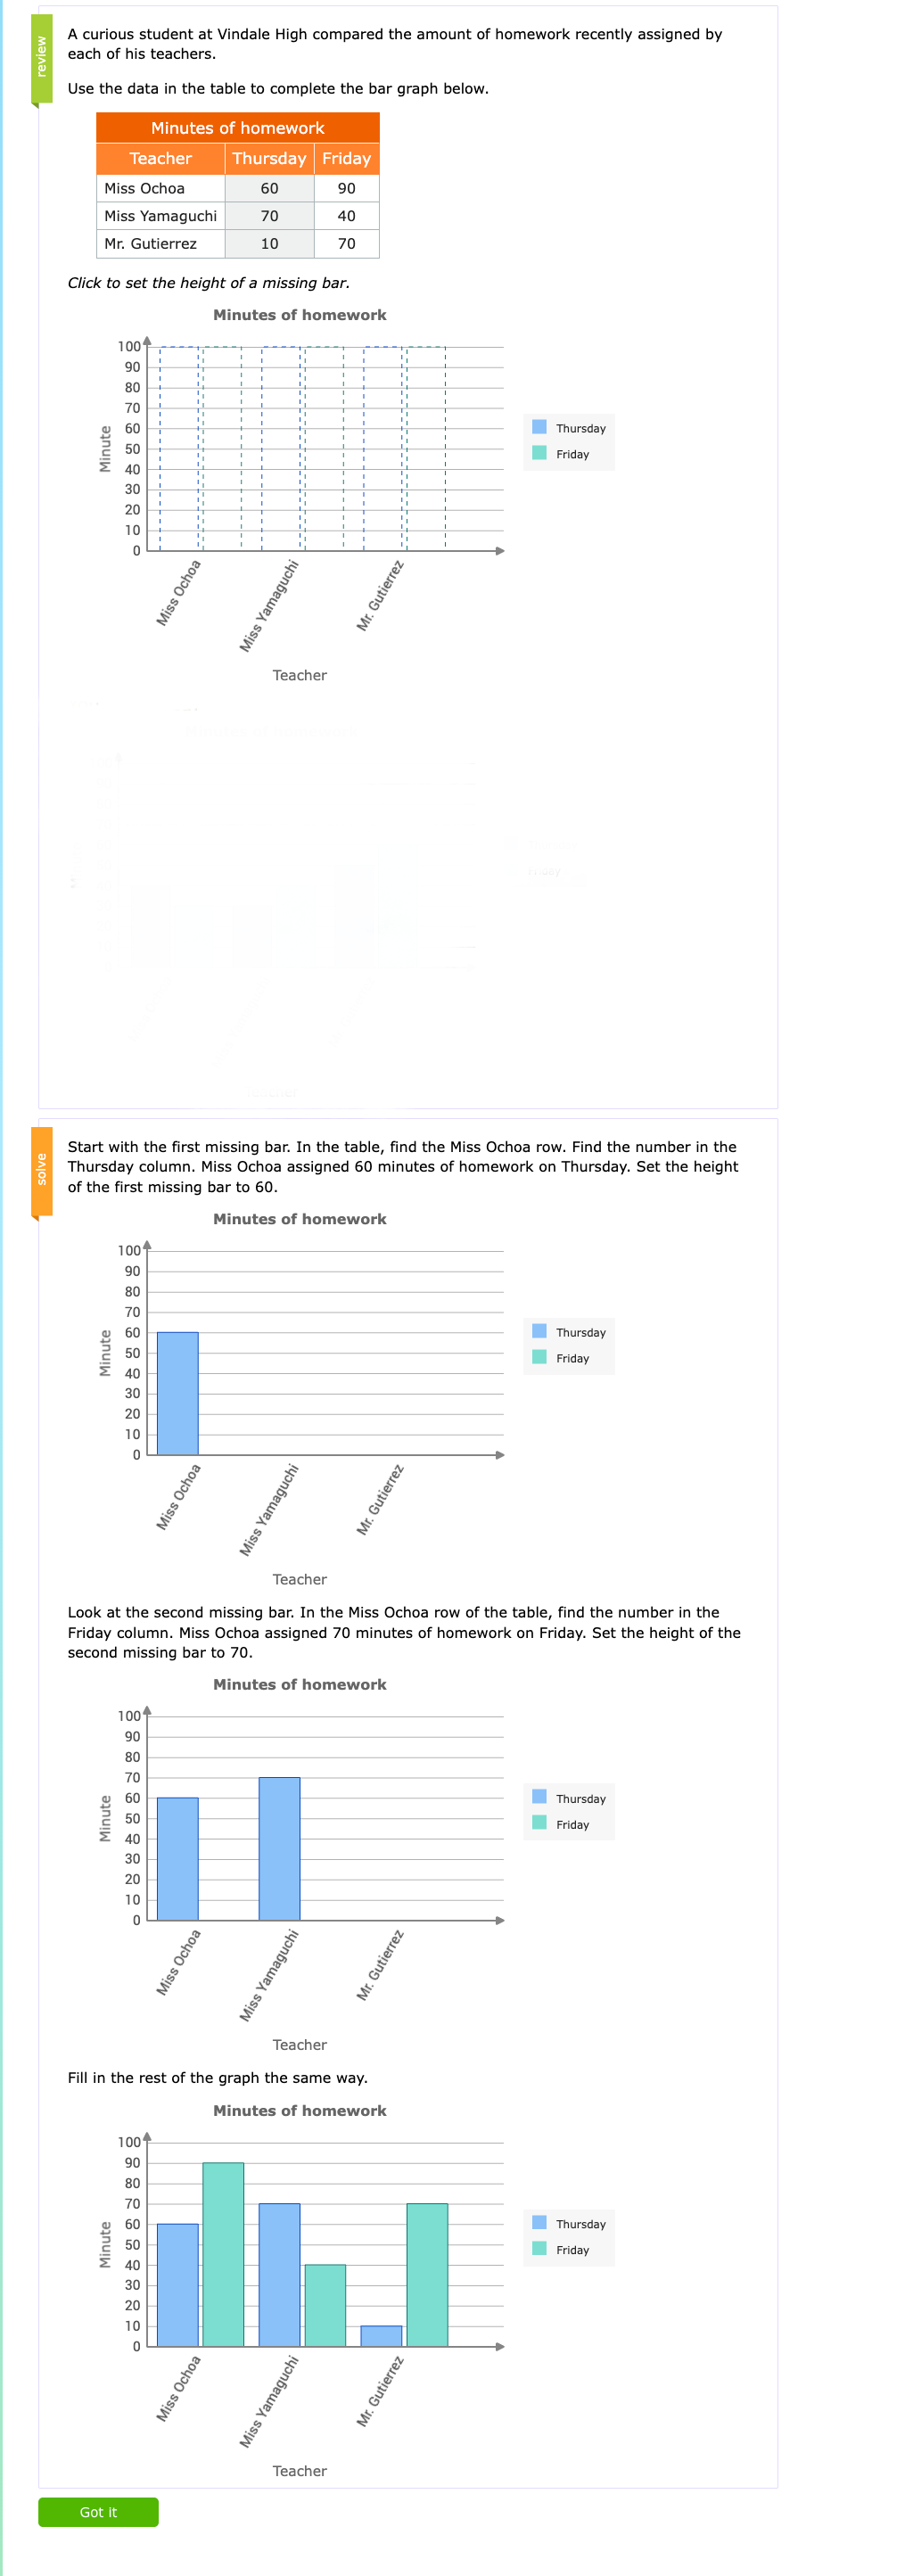 review
A curious student at Vindale High compared the amount of homework recently assigned by
each of his teachers.
Use the data in the table to complete the bar graph below.
Minutes of homework
Teacher Thursday Friday
Miss Ochoa 60 90
Miss Yamaguchi 70 40
Mr. Gutierrez 10 70
Click to set the height of a missing bar.
Minutes of homework
100
90
80
70
60
50
40
30
20
10
0
Minute
Thursday
Friday
Miss Ochoa
Miss Yamaguchi
Mr. Gutierrez
Teacher
solve
Start with the first missing bar. In the table, find the Miss Ochoa row. Find the number in the
Thursday column. Miss Ochoa assigned 60 minutes of homework on Thursday. Set the height
of the first missing bar to 60.
Minutes of homework
100
90
80
70
60
50
40
30
20
10
0
Minute
Thursday
Friday
Miss Ochoa
Miss Yamaguchi
Mr. Gutierrez
Teacher
Look at the second missing bar. In the Miss Ochoa row of the table, find the number in the
Friday column. Miss Ochoa assigned 70 minutes of homework on Friday. Set the height of the
second missing bar to 70.
Minutes of homework
100
90
80
70
60
50
40
30
20
10
0
Minute
Thursday
Friday
Miss Ochoa
Miss Yamaguchi
Mr. Gutierrez
Teacher
Fill in the rest of the graph the same way.
Minutes of homework
100
90
80
70
60
50
40
30
20
10
0
Minute
Thursday
Friday
Miss Ochoa
Miss Yamaguchi
Mr. Gutierrez
Teacher
Got it